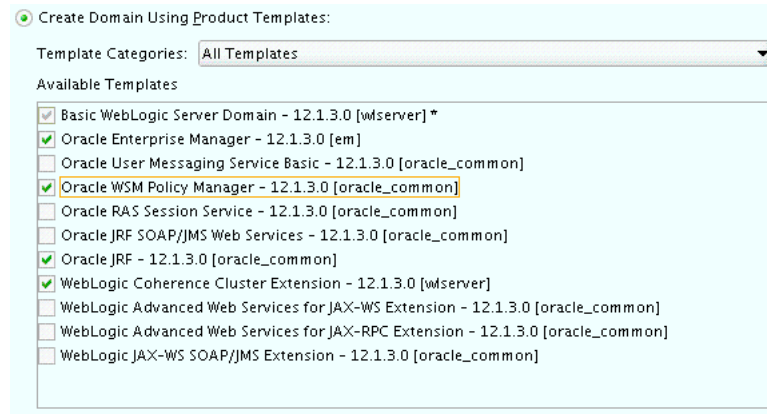 Create Domain Using Product Templates:
Template Categories: All Templates
Available Templates
Basic WebLogic Server Domain - 12.1.3.0 [wlserver] *
Oracle Enterprise Manager - 12.1.3.0 [em]
Oracle User Messaging Service Basic - 12.1.3.0 [oracle_common]
Oracle WSM Policy Manager - 12.1.3.0 [oracle_common]
Oracle RAS Session Service - 12.1.3.0 [oracle_common]
Oracle JRF SOAP/JMS Web Services - 12.1.3.0 [oracle_common]
Oracle JRF - 12.1.3.0 [oracle_common]
WebLogic Coherence Cluster Extension - 12.1.3.0 [wlserver]
WebLogic Advanced Web Services for JAX-WS Extension - 12.1.3.0 [oracle_common]
WebLogic Advanced Web Services for JAX-RPC Extension - 12.1.3.0 [oracle_common]
WebLogic JAX-WS SOAP/JMS Extension - 12.1.3.0 [oracle_common]